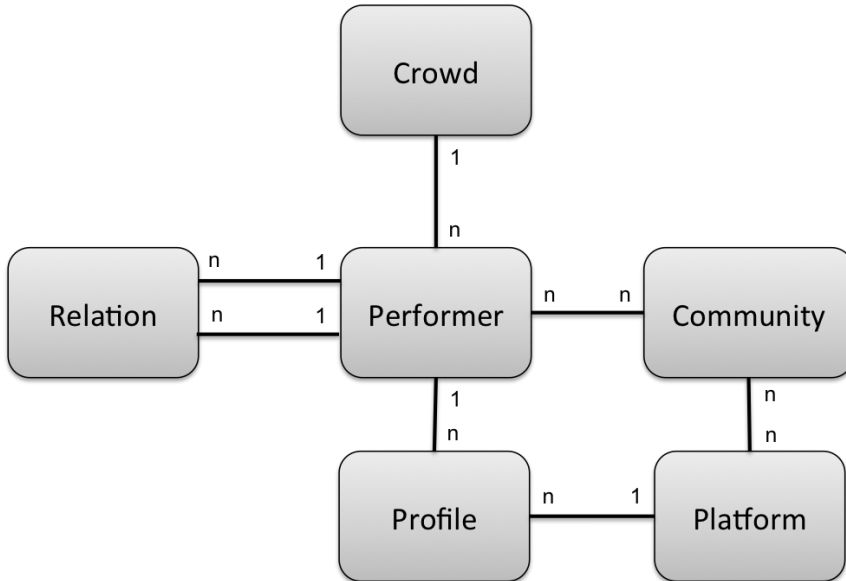 Crowd
1
n
n 1
Relation
n 1
Performer
n n
Community
1
n
n
n
Profile
n 1
Platform